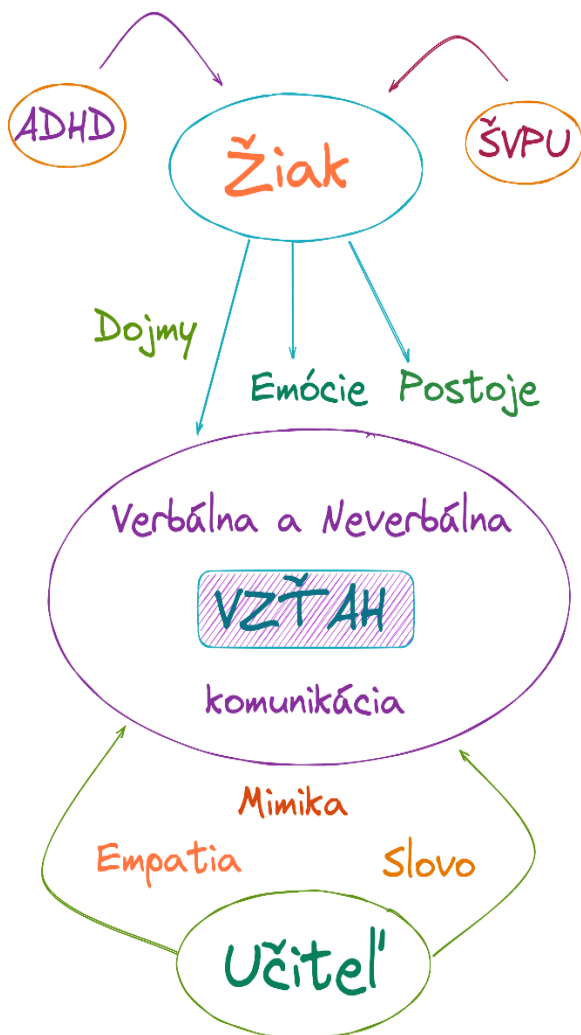 ADHD
ŠVPU
Žiak
Dojmy
Emócie Postoje
Verbálna a Neverbálna
VZŤAH
komunikácia
Mimika
Empatia
Slovo
Učiteľ